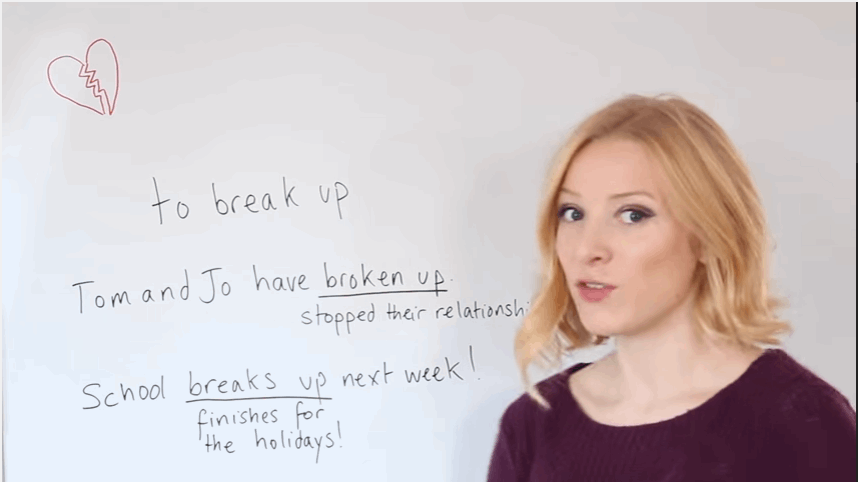 to break up
Tom and Jo have broken up.
stopped their relationshi
School breaks up next week!
finishes for
the holidays!